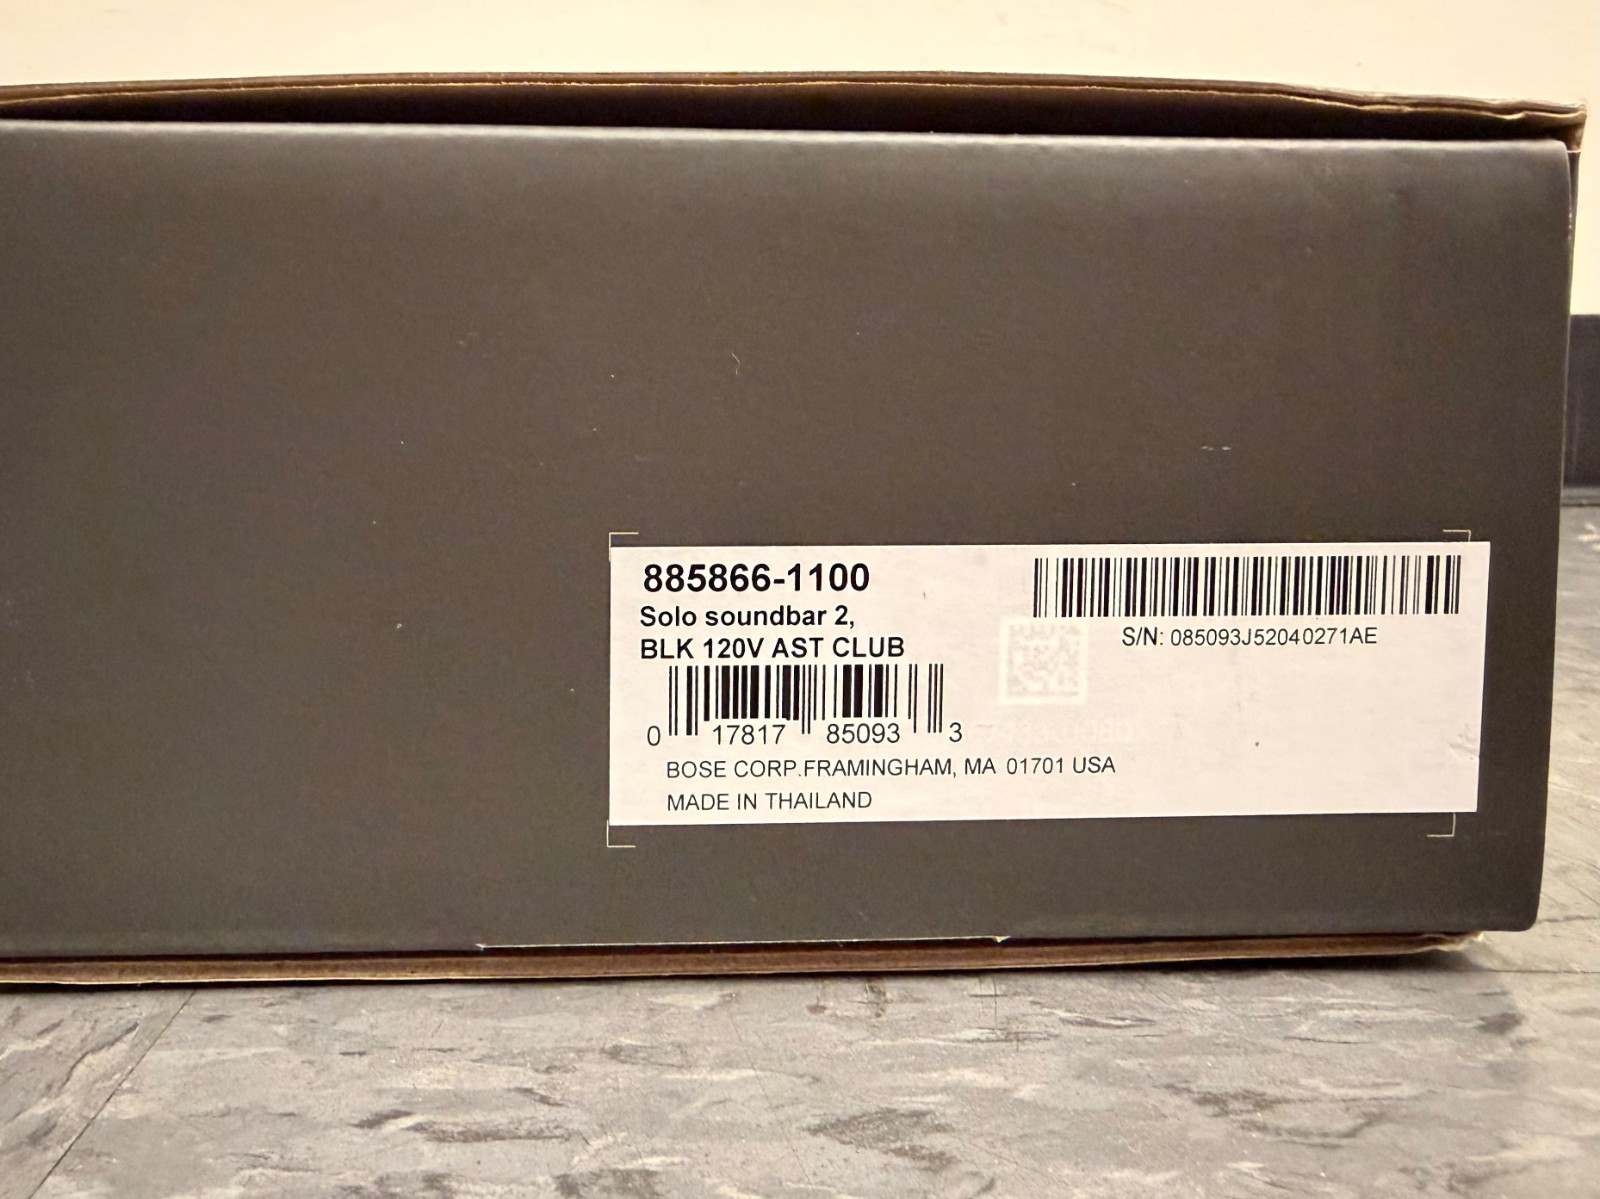 885866-1100
Solo soundbar 2,
BLK 120V AST CLUB
0 17817 85093 3
BOSE CORP.FRAMINGHAM, MA 01701 USA
MADE IN THAILAND
S/N: 085093J52040271AE